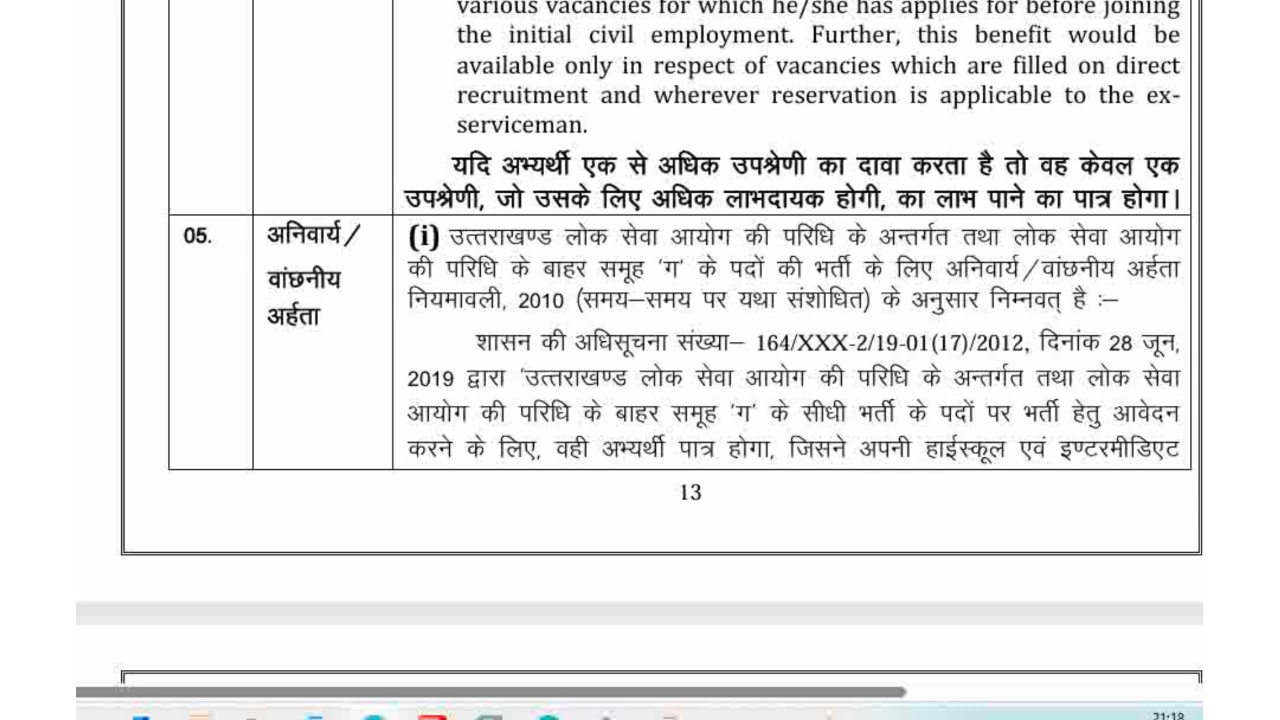 various vacancies for which he/she has applies for before joining
the initial civil employment. Further, this benefit would be
available only in respect of vacancies which are filled on direct
recruitment and wherever reservation is applicable to the ex-
serviceman.
यदि अभ्यर्थी एक से अधिक उपश्रेणी का दावा करता है तो वह केवल एक
उपश्रेणी, जो उसके लिए अधिक लाभदायक होगी, का लाभ पाने का पात्र होगा।
05.
अनिवार्य/
वांछनीय
अर्हता
(i) उत्तराखण्ड लोक सेवा आयोग की परिधि के अन्तर्गत तथा लोक सेवा आयोग
की परिधि के बाहर समूह 'ग' के पदों की भर्ती के लिए अनिवार्य/वांछनीय अर्हता
नियमावली, 2010 (समय–समय पर यथा संशोधित) के अनुसार निम्नवत् है :–
शासन की अधिसूचना संख्या– 164/XXX-2/19-01(17)/2012, दिनांक 28 जून,
2019 द्वारा 'उत्तराखण्ड लोक सेवा आयोग की परिधि के अन्तर्गत तथा लोक सेवा
आयोग की परिधि के बाहर समूह 'ग' के सीधी भर्ती के पदों पर भर्ती हेतु आवेदन
करने के लिए, वही अभ्यर्थी पात्र होगा, जिसने अपनी हाईस्कूल एवं इण्टरमीडिएट
13
21:18